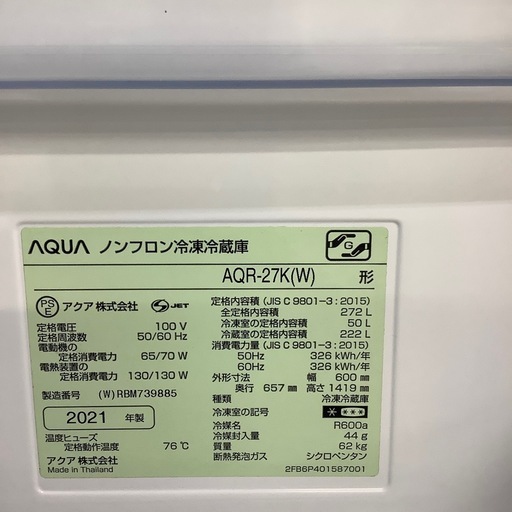 AQUA ノンフロン冷凍冷蔵庫
G
AQR-27K(W) 形
PS
E
アクア株式会社
S JET
定格電圧 100 V
定格周波数 50/60 Hz
電動機の
定格消費電力 65/70 W
電熱装置の
定格消費電力 130/130 W
製造番号 (W)RBM739885
2021 年製
温度ヒューズ
定格動作温度 76℃
アクア株式会社
Made in Thailand
定格内容積 (JIS C 9801-3:2015)
全定格内容積 272 L
冷凍室の定格内容積 50 L
冷蔵室の定格内容積 222 L
消費電力量 (JIS C 9801-3:2015)
50Hz 326 kWh/年
60Hz 326 kWh/年
外形寸法 幅 600 mm
奥行 657 mm 高さ 1419 mm
種類 冷凍冷蔵庫
冷凍室の記号
冷媒名 R600a
冷媒封入量 44 g
質量 62 kg
断熱発泡ガス シクロペンタン
2FB6P401587001